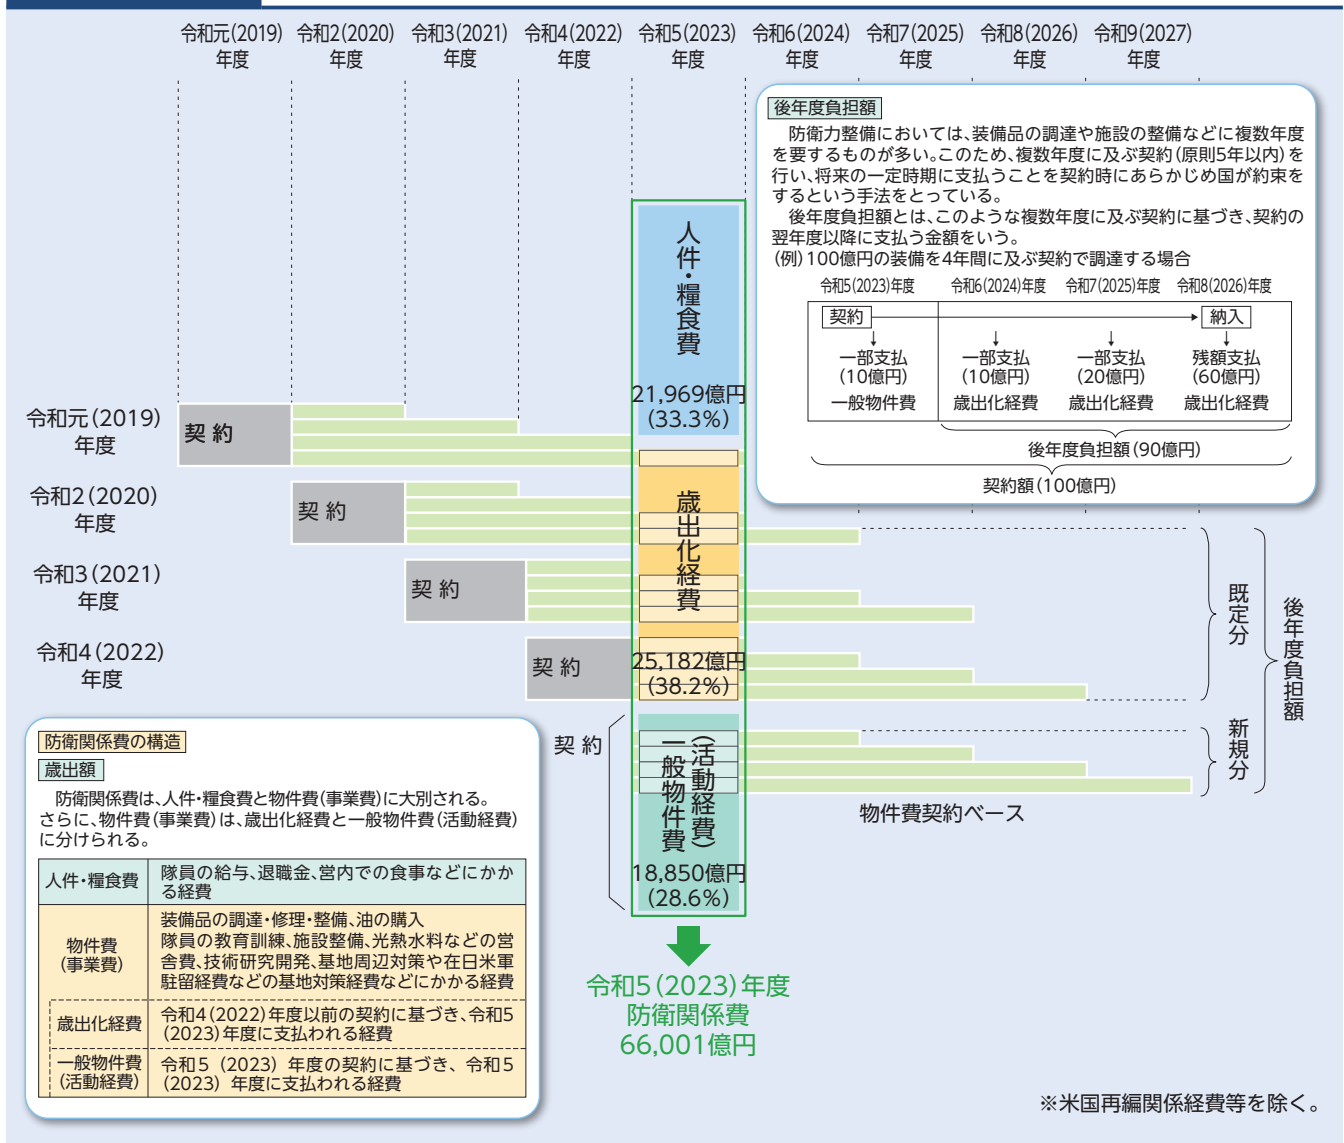 令和元(2019)年度
令和2(2020)年度
令和3(2021)年度
令和4(2022)年度
令和5(2023)年度
令和6(2024)年度
令和7(2025)年度
令和8(2026)年度
令和9(2027)年度
後年度負担額
防衛力整備においては、装備品の調達や施設の整備などに複数年度
を要するものが多い。このため、複数年度に及ぶ契約(原則5年以内)を
行い、将来の一定時期に支払うことを契約時にあらかじめ国が約束を
するという手法をとっている。
後年度負担額とは、このような複数年度に及ぶ契約に基づき、契約の
翌年度以降に支払う金額をいう。
(例)100億円の装備を4年間に及ぶ契約で調達する場合
令和5(2023)年度 令和6(2024)年度 令和7(2025)年度 令和8(2026)年度
契約 納入
一部支払 一部支払 一部支払 残額支払
(10億円) (10億円) (20億円) (60億円)
一般物件費 歳出化経費 歳出化経費 歳出化経費
後年度負担額(90億円)
契約額(100億円)
人件・糧食費
21,969億円
(33.3%)
令和元(2019)
年度
契約
令和2(2020)
年度
契約
歳出化経費
令和3(2021)
年度
契約
令和4(2022)
年度
契約
25,182億円
(38.2%)
既定分
後年度負担額
新規分
契約
一般物件費
(活動経費)
18,850億円
(28.6%)
物件費契約ベース
令和5(2023)年度
防衛関係費
66,001億円
防衛関係費の構造
歳出額
防衛関係費は、人件・糧食費と物件費(事業費)に大別される。
さらに、物件費(事業費)は、歳出化経費と一般物件費(活動経費)
に分けられる。
人件・糧食費
隊員の給与、退職金、営内での食事などにかか
る経費
物件費
(事業費)
装備品の調達・修理・整備、油の購入
隊員の教育訓練、施設整備、光熱水料などの営
舎費、技術研究開発、基地周辺対策や在日米軍
駐留経費などの基地対策経費などにかかる経費
歳出化経費
令和4(2022)年度以前の契約に基づき、令和5
(2023)年度に支払われる経費
一般物件費
(活動経費)
令和5(2023)年度の契約に基づき、令和5
(2023)年度に支払われる経費
※米国再編関係経費等を除く。